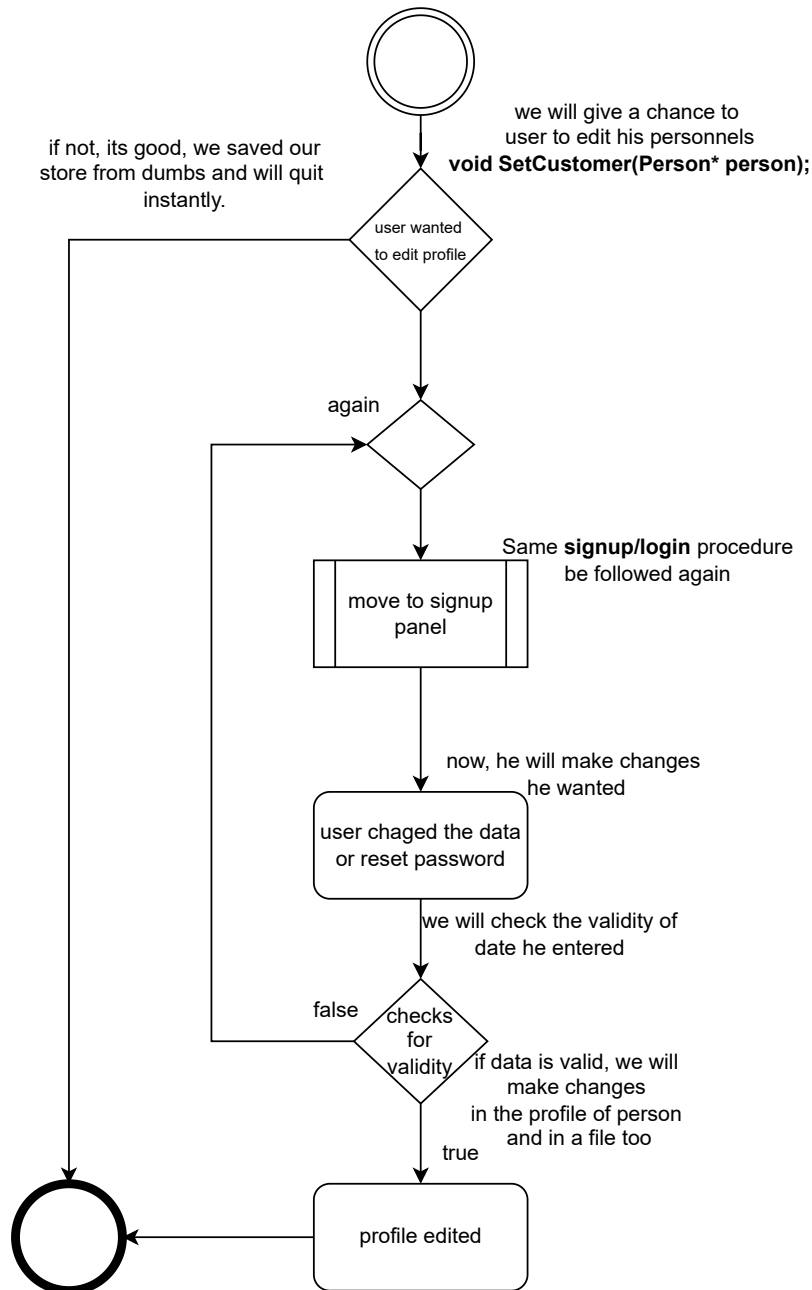 we will give a chance to
user to edit his personnels
void SetCustomer(Person* person);
if not, its good, we saved our
store from dumbs and will quit
instantly.
user wanted
to edit profile
again
Same signup/login procedure
be followed again
move to signup
panel
now, he will make changes
he wanted
user chaged the data
or reset password
we will check the validity of
date he entered
false
checks
for
validity
if data is valid, we will
make changes
in the profile of person
and in a file too
true
profile edited